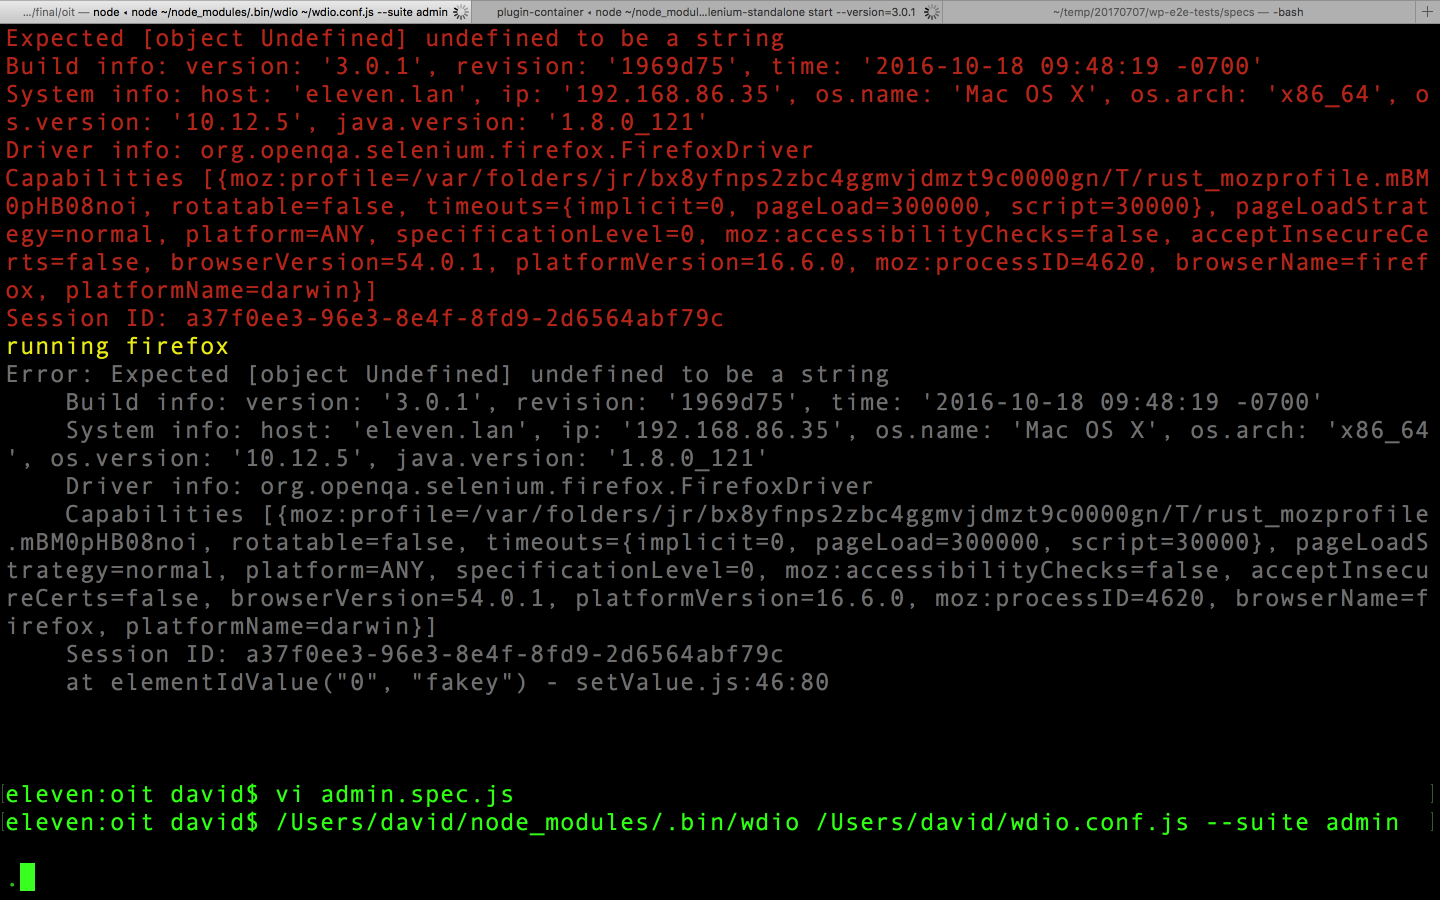 .../final/oit — node ◂ node ~/node_modules/.bin/wdio ~/wdio.conf.js --suite admin
plugin-container ◂ node ~/node_modul...lenium-standalone start --version=3.0.1
~/temp/20170707/wp-e2e-tests/specs — -bash
Expected [object Undefined] undefined to be a string
Build info: version: '3.0.1', revision: '1969d75', time: '2016-10-18 09:48:19 -0700'
System info: host: 'eleven.lan', ip: '192.168.86.35', os.name: 'Mac OS X', os.arch: 'x86_64', o
s.version: '10.12.5', java.version: '1.8.0_121'
Driver info: org.openqa.selenium.firefox.FirefoxDriver
Capabilities [{moz:profile=/var/folders/jr/bx8yfnps2zbc4ggmvjdmzt9c0000gn/T/rust_mozprofile.mBM
0pHB08noi, rotatable=false, timeouts={implicit=0, pageLoad=300000, script=30000}, pageLoadStrat
egy=normal, platform=ANY, specificationLevel=0, moz:accessibilityChecks=false, acceptInsecureCe
rts=false, browserVersion=54.0.1, platformVersion=16.6.0, moz:processID=4620, browserName=firef
ox, platformName=darwin}]
Session ID: a37f0ee3-96e3-8e4f-8fd9-2d6564abf79c
running firefox
Error: Expected [object Undefined] undefined to be a string
    Build info: version: '3.0.1', revision: '1969d75', time: '2016-10-18 09:48:19 -0700'
    System info: host: 'eleven.lan', ip: '192.168.86.35', os.name: 'Mac OS X', os.arch: 'x86_64
', os.version: '10.12.5', java.version: '1.8.0_121'
    Driver info: org.openqa.selenium.firefox.FirefoxDriver
    Capabilities [{moz:profile=/var/folders/jr/bx8yfnps2zbc4ggmvjdmzt9c0000gn/T/rust_mozprofile
.mBM0pHB08noi, rotatable=false, timeouts={implicit=0, pageLoad=300000, script=30000}, pageLoadS
trategy=normal, platform=ANY, specificationLevel=0, moz:accessibilityChecks=false, acceptInsecu
reCerts=false, browserVersion=54.0.1, platformVersion=16.6.0, moz:processID=4620, browserName=f
irefox, platformName=darwin}]
    Session ID: a37f0ee3-96e3-8e4f-8fd9-2d6564abf79c
    at elementIdValue("0", "fakey") - setValue.js:46:80
[eleven:oit david$ vi admin.spec.js ]
[eleven:oit david$ /Users/david/node_modules/.bin/wdio /Users/david/wdio.conf.js --suite admin ]
.